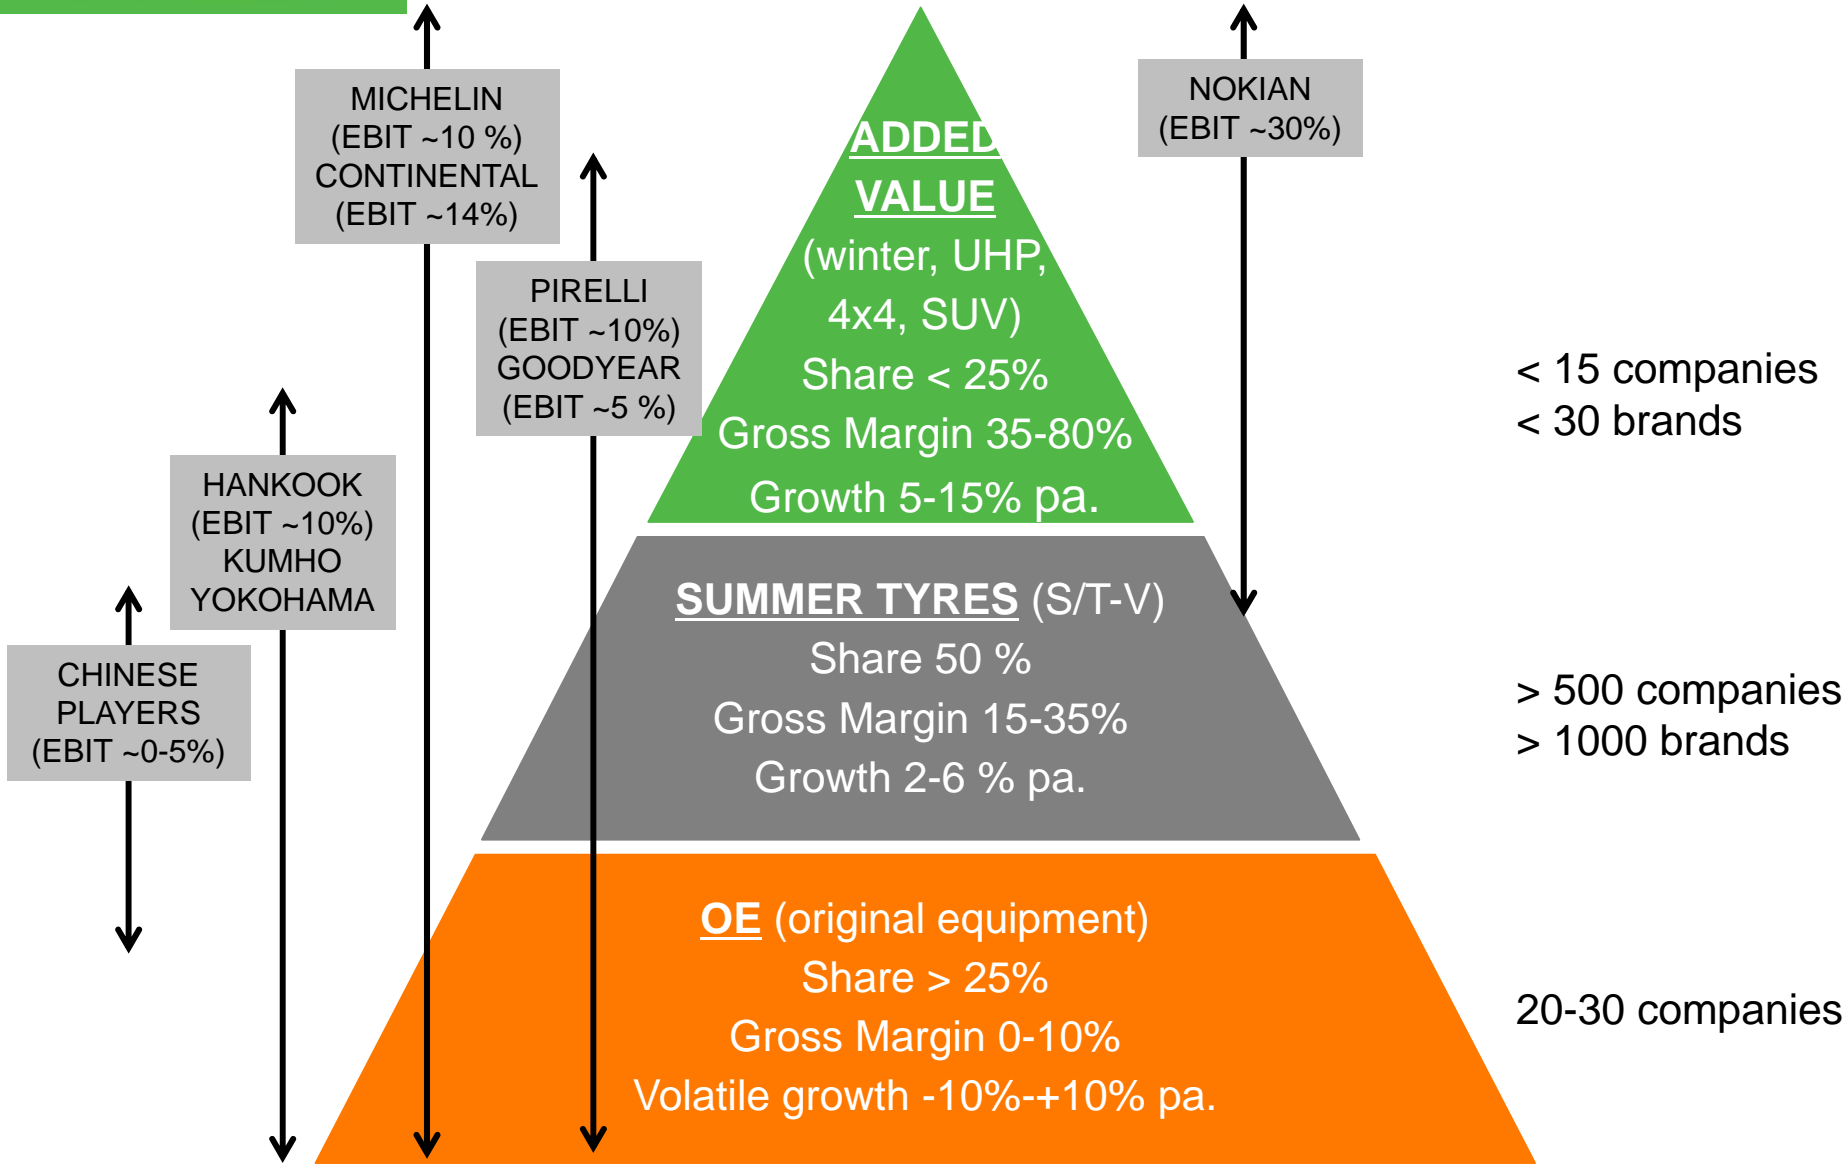 MICHELIN
(EBIT ~10 %)
CONTINENTAL
(EBIT ~14%)
PIRELLI
(EBIT ~10%)
GOODYEAR
(EBIT ~5 %)
HANKOOK
(EBIT ~10%)
KUMHO
YOKOHAMA
CHINESE
PLAYERS
(EBIT ~0-5%)
NOKIAN
(EBIT ~30%)
ADDED
VALUE
(winter, UHP,
4x4, SUV)
Share < 25%
Gross Margin 35-80%
Growth 5-15% pa.
SUMMER TYRES (S/T-V)
Share 50 %
Gross Margin 15-35%
Growth 2-6 % pa.
OE (original equipment)
Share > 25%
Gross Margin 0-10%
Volatile growth -10%-+10% pa.
< 15 companies
< 30 brands
> 500 companies
> 1000 brands
20-30 companies